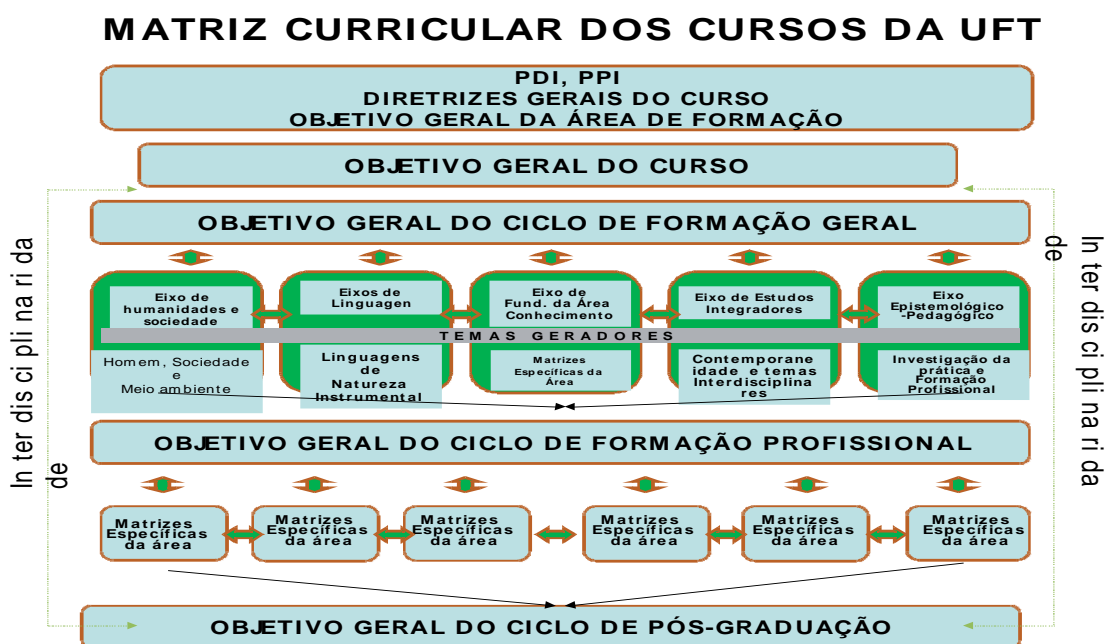 MATRIZ CURRICULAR DOS CURSOS DA UFT
PDI, PPI
DIRETRIZES GERAIS DO CURSO
OBJETIVO GERAL DA ÁREA DE FORMAÇÃO
OBJETIVO GERAL DO CURSO
OBJETIVO GERAL DO CICLO DE FORMAÇÃO GERAL
In ter dis ci pli na ri da
de
In ter dis ci pli na ri da
de
Eixo de
humanidades e
sociedade
Eixos de
Linguagen
Eixo de
Fund. da Área
Conhecimento
Eixo de Estudos
Integradores
Eixo
Epistemológico
-Pedagógico
TEMAS GERADORES
Homem, Sociedade
e
Meio ambiente
Linguagens
de
Natureza
Instrumental
Matrizes
Específicas da
Área
Contemporane
idade e temas
Interdisciplina
res
Investigação da
prática e
Formação
Profissional
OBJETIVO GERAL DO CICLO DE FORMAÇÃO PROFISSIONAL
Matrizes
Específicas
da área
Matrizes
Específicas
da área
Matrizes
Específicas
da área
Matrizes
Específicas
da área
Matrizes
Específicas
da área
Matrizes
Específicas
da área
OBJETIVO GERAL DO CICLO DE PÓS-GRADUAÇÃO